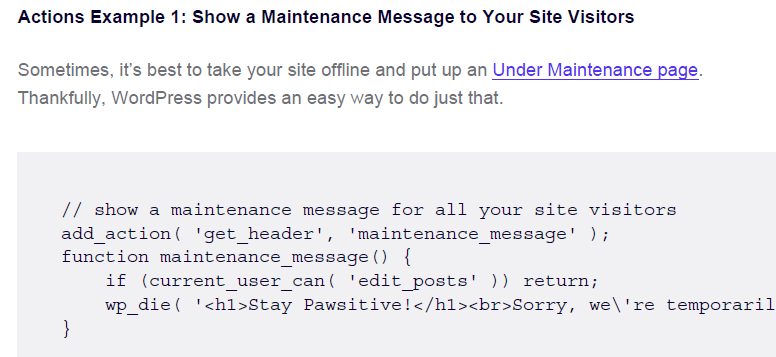 Actions Example 1: Show a Maintenance Message to Your Site Visitors
Sometimes, it's best to take your site offline and put up an Under Maintenance page.
Thankfully, WordPress provides an easy way to do just that.
// show a maintenance message for all your site visitors
add_action( 'get_header', 'maintenance_message' );
function maintenance_message() {
if (current_user_can( 'edit_posts' )) return;
wp_die( '<h1>Stay Pawsitive!</h1><br>Sorry, we\'re temporaril
}